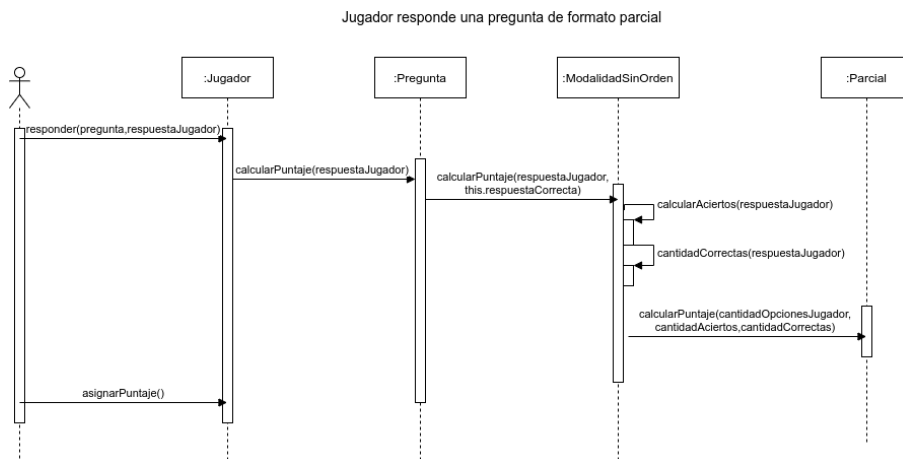 Jugador responde una pregunta de formato parcial
:Jugador
:Pregunta
:ModalidadSinOrden
:Parcial
responder(pregunta,respuestaJugador)
calcularPuntaje(respuestaJugador)
calcularPuntaje(respuestaJugador,
this.respuestaCorrecta)
calcularAciertos(respuestaJugador)
cantidadCorrectas(respuestaJugador)
calcularPuntaje(cantidadOpcionesJugador,
cantidadAciertos,cantidadCorrectas)
asignarPuntaje()